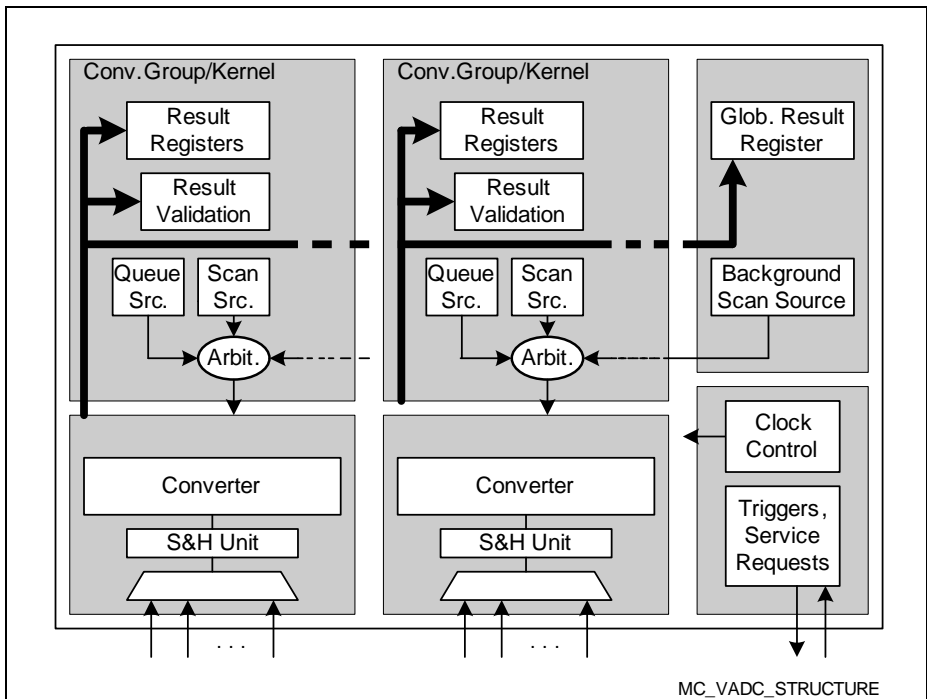 Conv.Group/Kernel
Result
Registers
Result
Validation
Queue
Src.
Scan
Src.
Arbit.
Converter
S&H Unit
. . .
Conv.Group/Kernel
Result
Registers
Result
Validation
Queue
Src.
Scan
Src.
Arbit.
Converter
S&H Unit
. . .
Glob. Result
Register
Background
Scan Source
Clock
Control
Triggers,
Service
Requests
MC_VADC_STRUCTURE